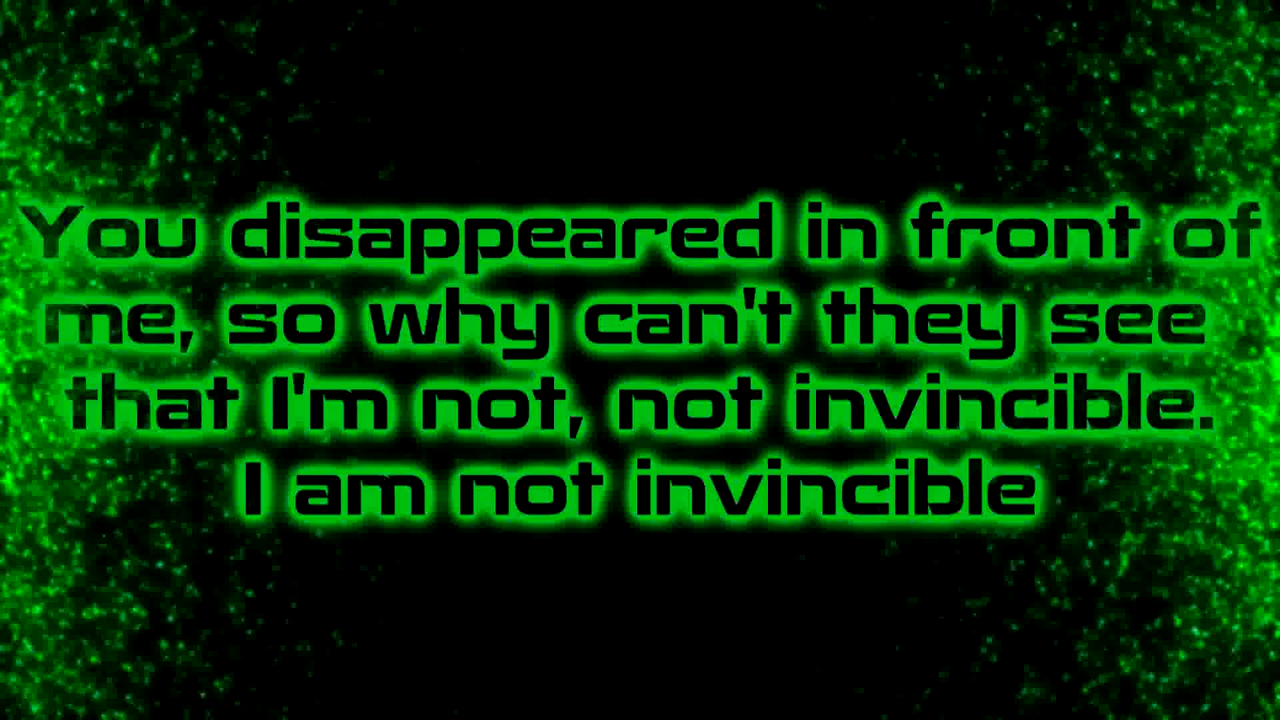 You disappeared in front of
me, so why can't they see
that I'm not, not invincible.
I am not invincible